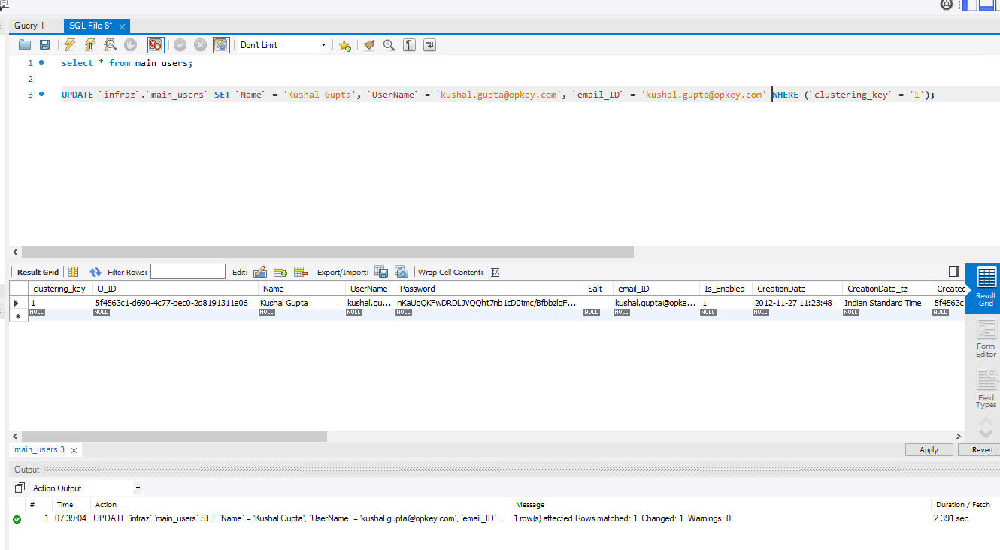 Query 1 SQL File 8*
Don't Limit
1 select * from main_users;
2
3 UPDATE `infraz`.`main_users` SET `Name` = 'Kushal Gupta', `UserName` = 'kushal.gupta@opkey.com', `email_ID` = 'kushal.gupta@opkey.com' WHERE (`clustering_key` = '1');
Result Grid Filter Rows: Edit: Export/Import: Wrap Cell Content:
clustering_key U_ID Name UserName Password Salt email_ID Is_Enabled CreationDate CreationDate_tz Created
1 5f4563c1-d690-4c77-bec0-2d8191311e06 Kushal Gupta kushal.gu... nKaUqQKFwDRDLJVQQht7nb1cD0tmc/BfbbzlgF... kushal.gupta@opke... 1 2012-11-27 11:23:48 Indian Standard Time 5f4563c
NULL NULL NULL NULL NULL NULL NULL NULL NULL NULL NULL
Result
Grid
Form
Editor
Field
Types
main_users 3
Apply Revert
Output
Action Output
# Time Action Message Duration / Fetch
1 07:39:04 UPDATE `infraz`.`main_users` SET `Name` = 'Kushal Gupta', `UserName` = 'kushal.gupta@opkey.com', `email_ID` ... 1 row(s) affected Rows matched: 1 Changed: 1 Warnings: 0 2.391 sec